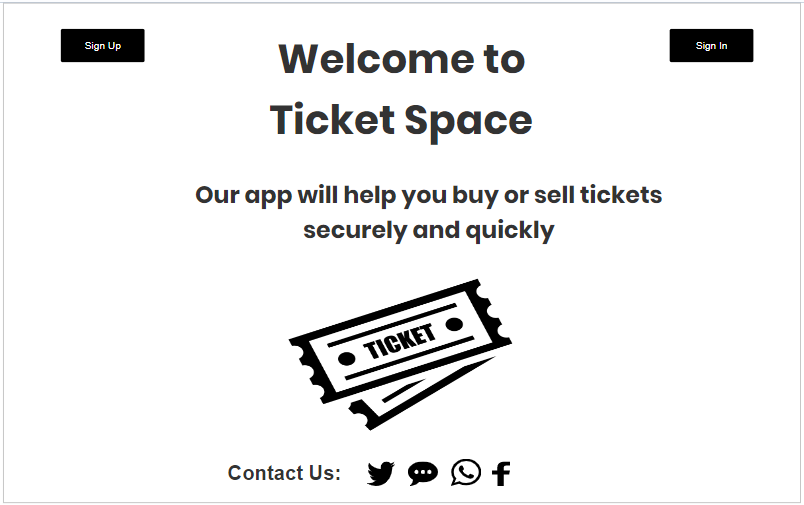 Sign Up
Sign In
Welcome to
Ticket Space
Our app will help you buy or sell tickets
securely and quickly
TICKET
Contact Us: